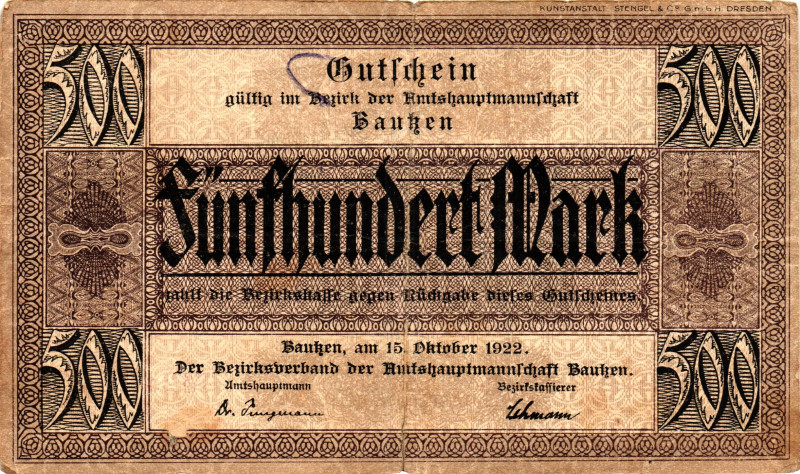 KUNSTANSTALT STENGEL & Co G.m.b.H. DRESDEN
500 500
Gutschein
gültig im Bezirk der Amtshauptmannschaft
Bautzen
Fünfhundert Mark
zahlt die Bezirkskasse gegen Rückgabe dieses Gutscheines.
Bautzen, am 15. Oktober 1922.
Der Bezirksverband der Amtshauptmannschaft Bautzen.
Amtshauptmann Bezirkskassierer
Dr. Lehmann
500 500